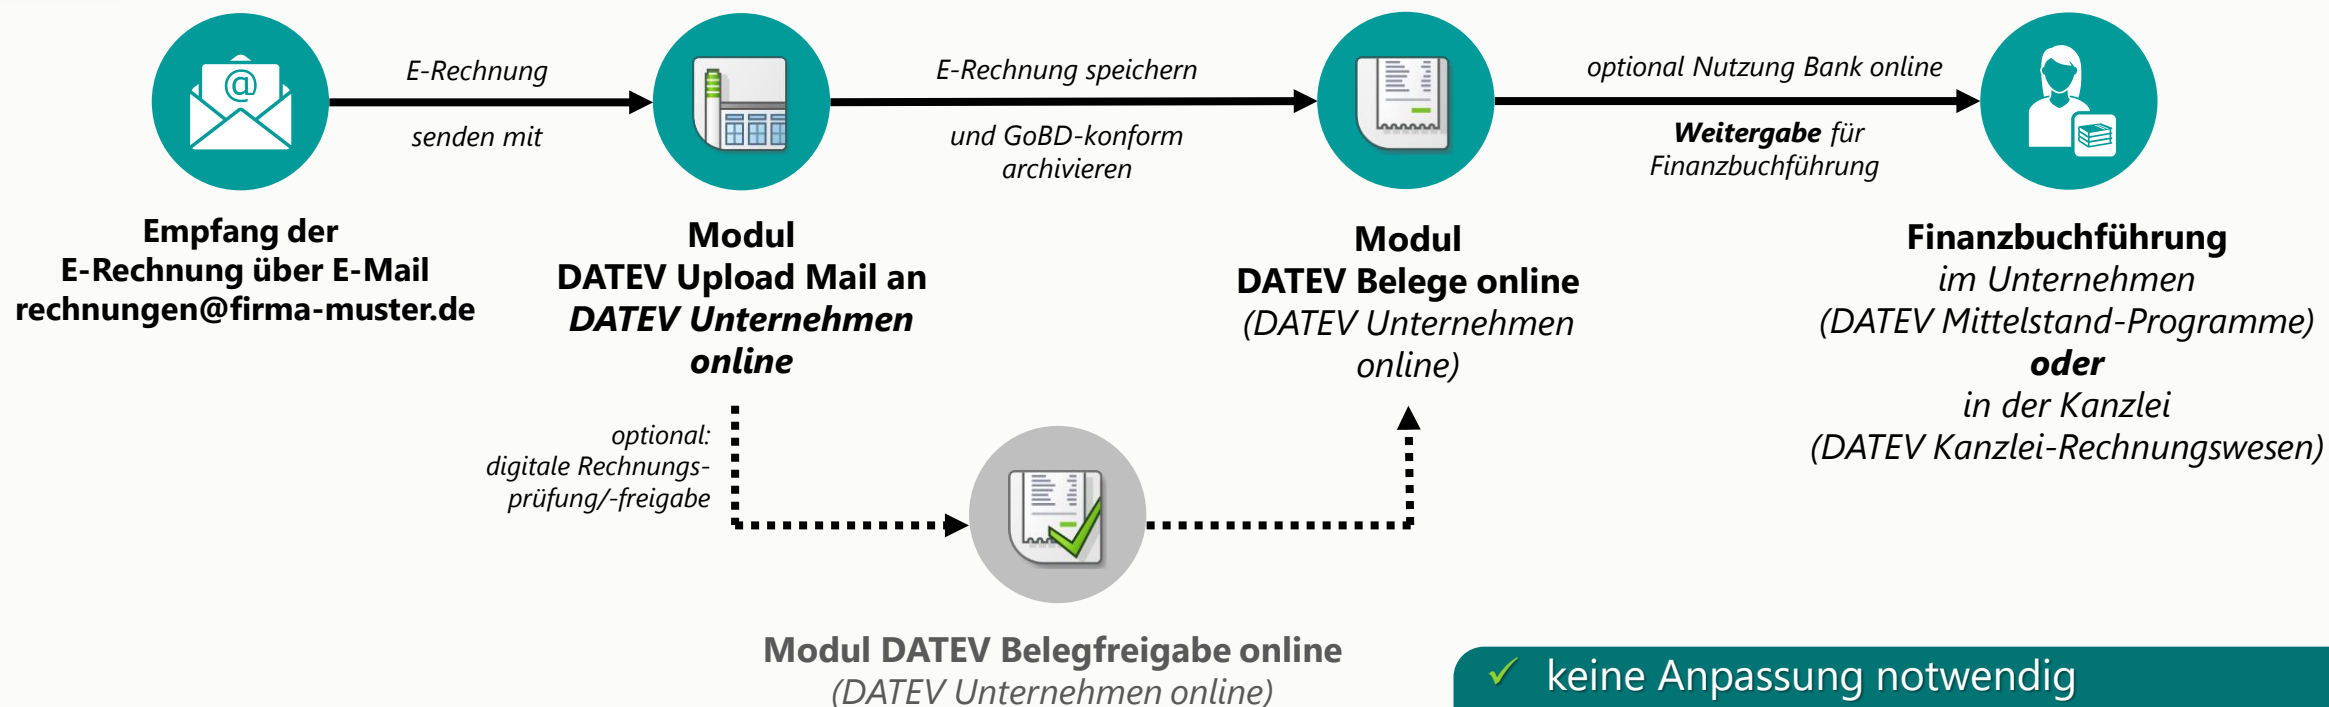 @
E-Rechnung
senden mit
E-Rechnung speichern
und GoBD-konform
archivieren
optional Nutzung Bank online
Weitergabe für
Finanzbuchführung
Empfang der
E-Rechnung über E-Mail
rechnungen@firma-muster.de
Modul
DATEV Upload Mail an
DATEV Unternehmen
online
Modul
DATEV Belege online
(DATEV Unternehmen
online)
Finanzbuchführung
im Unternehmen
(DATEV Mittelstand-Programme)
oder
in der Kanzlei
(DATEV Kanzlei-Rechnungswesen)
optional:
digitale Rechnungs-
prüfung/-freigabe
Modul DATEV Belegfreigabe online
(DATEV Unternehmen online)
✓ keine Anpassung notwendig